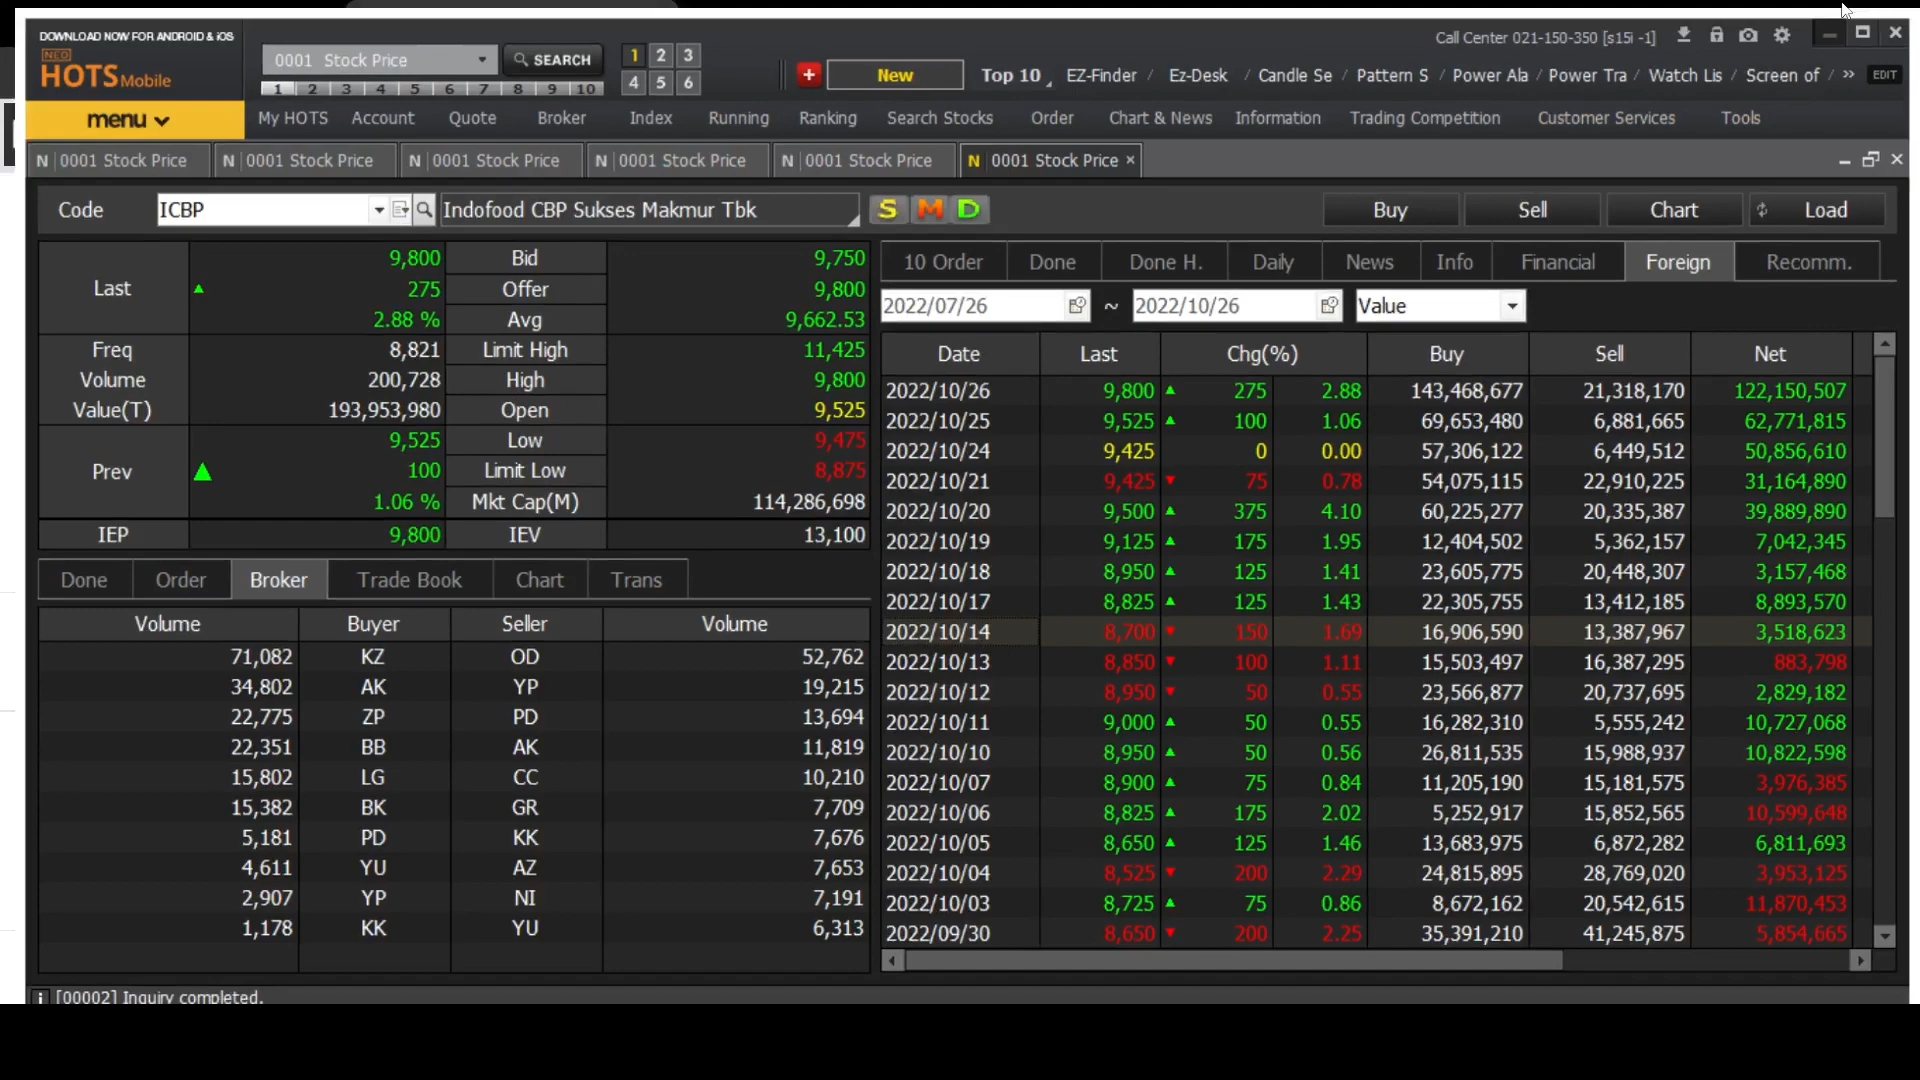 DOWNLOAD NOW FOR ANDROID & iOS
NEO
HOTS Mobile
0001 Stock Price
SEARCH
1 2 3 4 5 6 7 8 9 10
1 2 3
4 5 6
New
Call Center 021-150-350 [s15i -1]
Top 10 EZ-Finder / Ez-Desk / Candle Se / Pattern S / Power Ala / Power Tra / Watch Lis / Screen of / » EDIT
menu
My HOTS Account Quote Broker Index Running Ranking Search Stocks Order Chart & News Information Trading Competition Customer Services Tools
N 0001 Stock Price N 0001 Stock Price N 0001 Stock Price N 0001 Stock Price N 0001 Stock Price N 0001 Stock Price ×
Code ICBP Indofood CBP Sukses Makmur Tbk S M D Buy Sell Chart Load
Last 9,800 Bid 9,750
275 Offer 9,800
2.88 % Avg 9,662.53
Freq 8,821 Limit High 11,425
Volume 200,728 High 9,800
Value(T) 193,953,980 Open 9,525
Prev 9,525 Low 9,475
100 Limit Low 8,875
1.06 % Mkt Cap(M) 114,286,698
IEP 9,800 IEV 13,100
Done Order Broker Trade Book Chart Trans
Volume Buyer Seller Volume
71,082 KZ OD 52,762
34,802 AK YP 19,215
22,775 ZP PD 13,694
22,351 BB AK 11,819
15,802 LG CC 10,210
15,382 BK GR 7,709
5,181 PD KK 7,676
4,611 YU AZ 7,653
2,907 YP NI 7,191
1,178 KK YU 6,313
10 Order Done Done H. Daily News Info Financial Foreign Recomm.
2022/07/26 ~ 2022/10/26 Value
Date Last Chg(%) Buy Sell Net
2022/10/26 9,800 275 2.88 143,468,677 21,318,170 122,150,507
2022/10/25 9,525 100 1.06 69,653,480 6,881,665 62,771,815
2022/10/24 9,425 0 0.00 57,306,122 6,449,512 50,856,610
2022/10/21 9,425 75 0.78 54,075,115 22,910,225 31,164,890
2022/10/20 9,500 375 4.10 60,225,277 20,335,387 39,889,890
2022/10/19 9,125 175 1.95 12,404,502 5,362,157 7,042,345
2022/10/18 8,950 125 1.41 23,605,775 20,448,307 3,157,468
2022/10/17 8,825 125 1.43 22,305,755 13,412,185 8,893,570
2022/10/14 8,700 150 1.69 16,906,590 13,387,967 3,518,623
2022/10/13 8,850 100 1.11 15,503,497 16,387,295 883,798
2022/10/12 8,950 50 0.55 23,566,877 20,737,695 2,829,182
2022/10/11 9,000 50 0.55 16,282,310 5,555,242 10,727,068
2022/10/10 8,950 50 0.56 26,811,535 15,988,937 10,822,598
2022/10/07 8,900 75 0.84 11,205,190 15,181,575 3,976,385
2022/10/06 8,825 175 2.02 5,252,917 15,852,565 10,599,648
2022/10/05 8,650 125 1.46 13,683,975 6,872,282 6,811,693
2022/10/04 8,525 200 2.29 24,815,895 28,769,020 3,953,125
2022/10/03 8,725 75 0.86 8,672,162 20,542,615 11,870,453
2022/09/30 8,650 200 2.25 35,391,210 41,245,875 5,854,665
[00002] Inquiry completed.